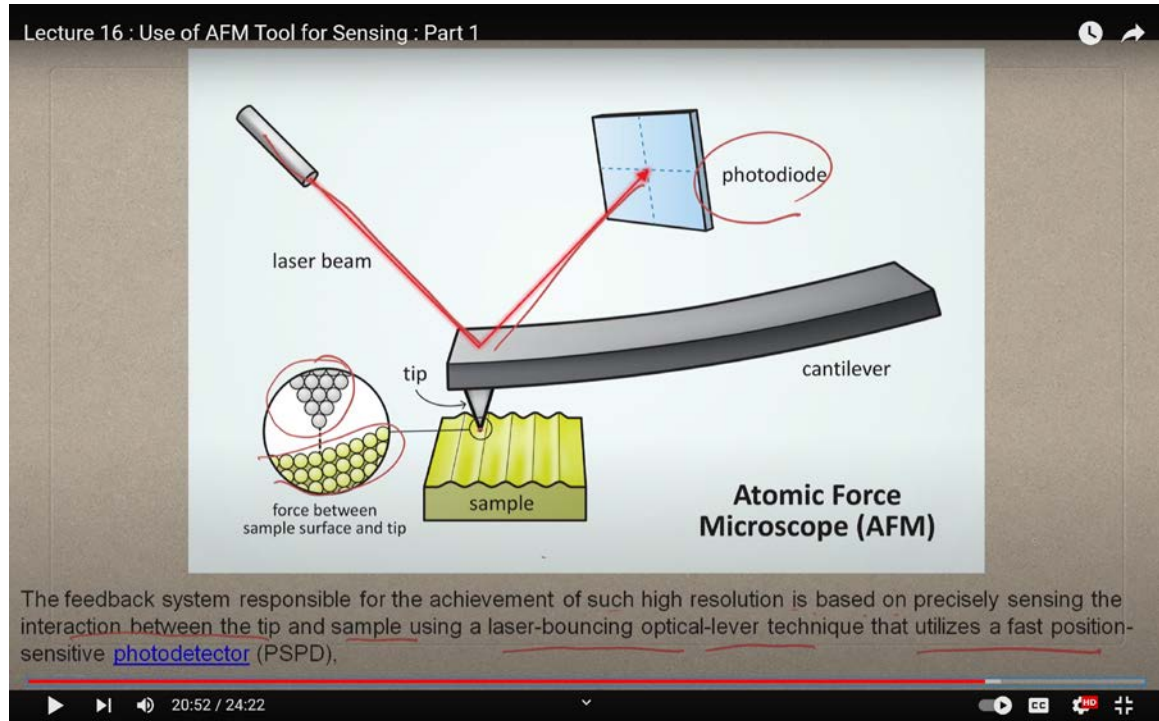 Lecture 16 : Use of AFM Tool for Sensing : Part 1
photodiode
laser beam
tip
cantilever
sample
force between
sample surface and tip
Atomic Force
Microscope (AFM)
The feedback system responsible for the achievement of such high resolution is based on precisely sensing the
interaction between the tip and sample using a laser-bouncing optical-lever technique that utilizes a fast position-
sensitive photodetector (PSPD),
20:52 / 24:22
CC
HD